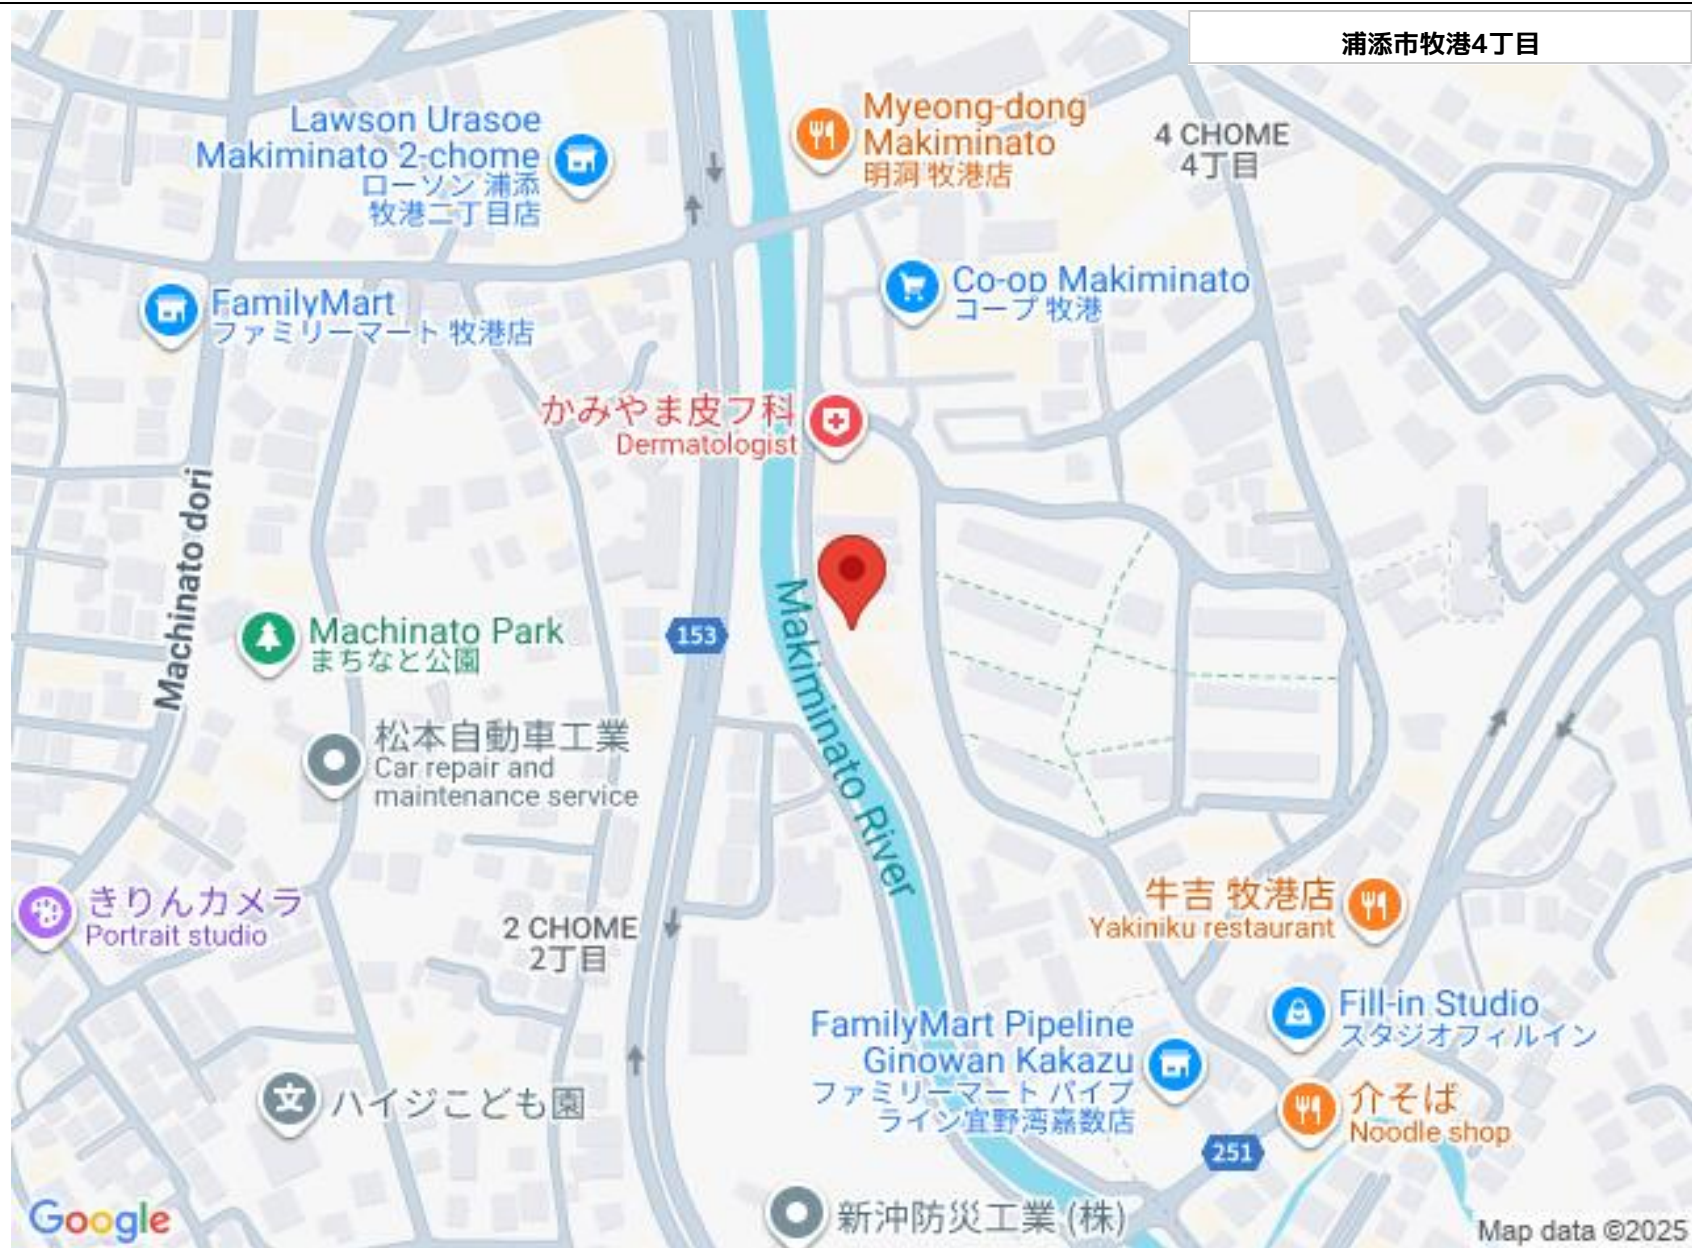 浦添市牧港4丁目
Lawson Urasoe
Makiminato 2-chome
ローソン 浦添
牧港二丁目店
Myeong-dong
Makiminato
明洞 牧港店
4 CHOME
4丁目
FamilyMart
ファミリーマート 牧港店
Co-op Makiminato
コープ 牧港
かみやま皮フ科
Dermatologist
Machinato dori
Machinato Park
まちなと公園
153
Makiminato River
松本自動車工業
Car repair and
maintenance service
きりんカメラ
Portrait studio
2 CHOME
2丁目
牛吉 牧港店
Yakiniku restaurant
Fill-in Studio
スタジオフィルイン
FamilyMart Pipeline
Ginowan Kakazu
ファミリーマート パイプ
ライン宜野湾嘉数店
ハイジこども園
介そば
Noodle shop
251
新沖防災工業 (株)
Google
Map data ©2025